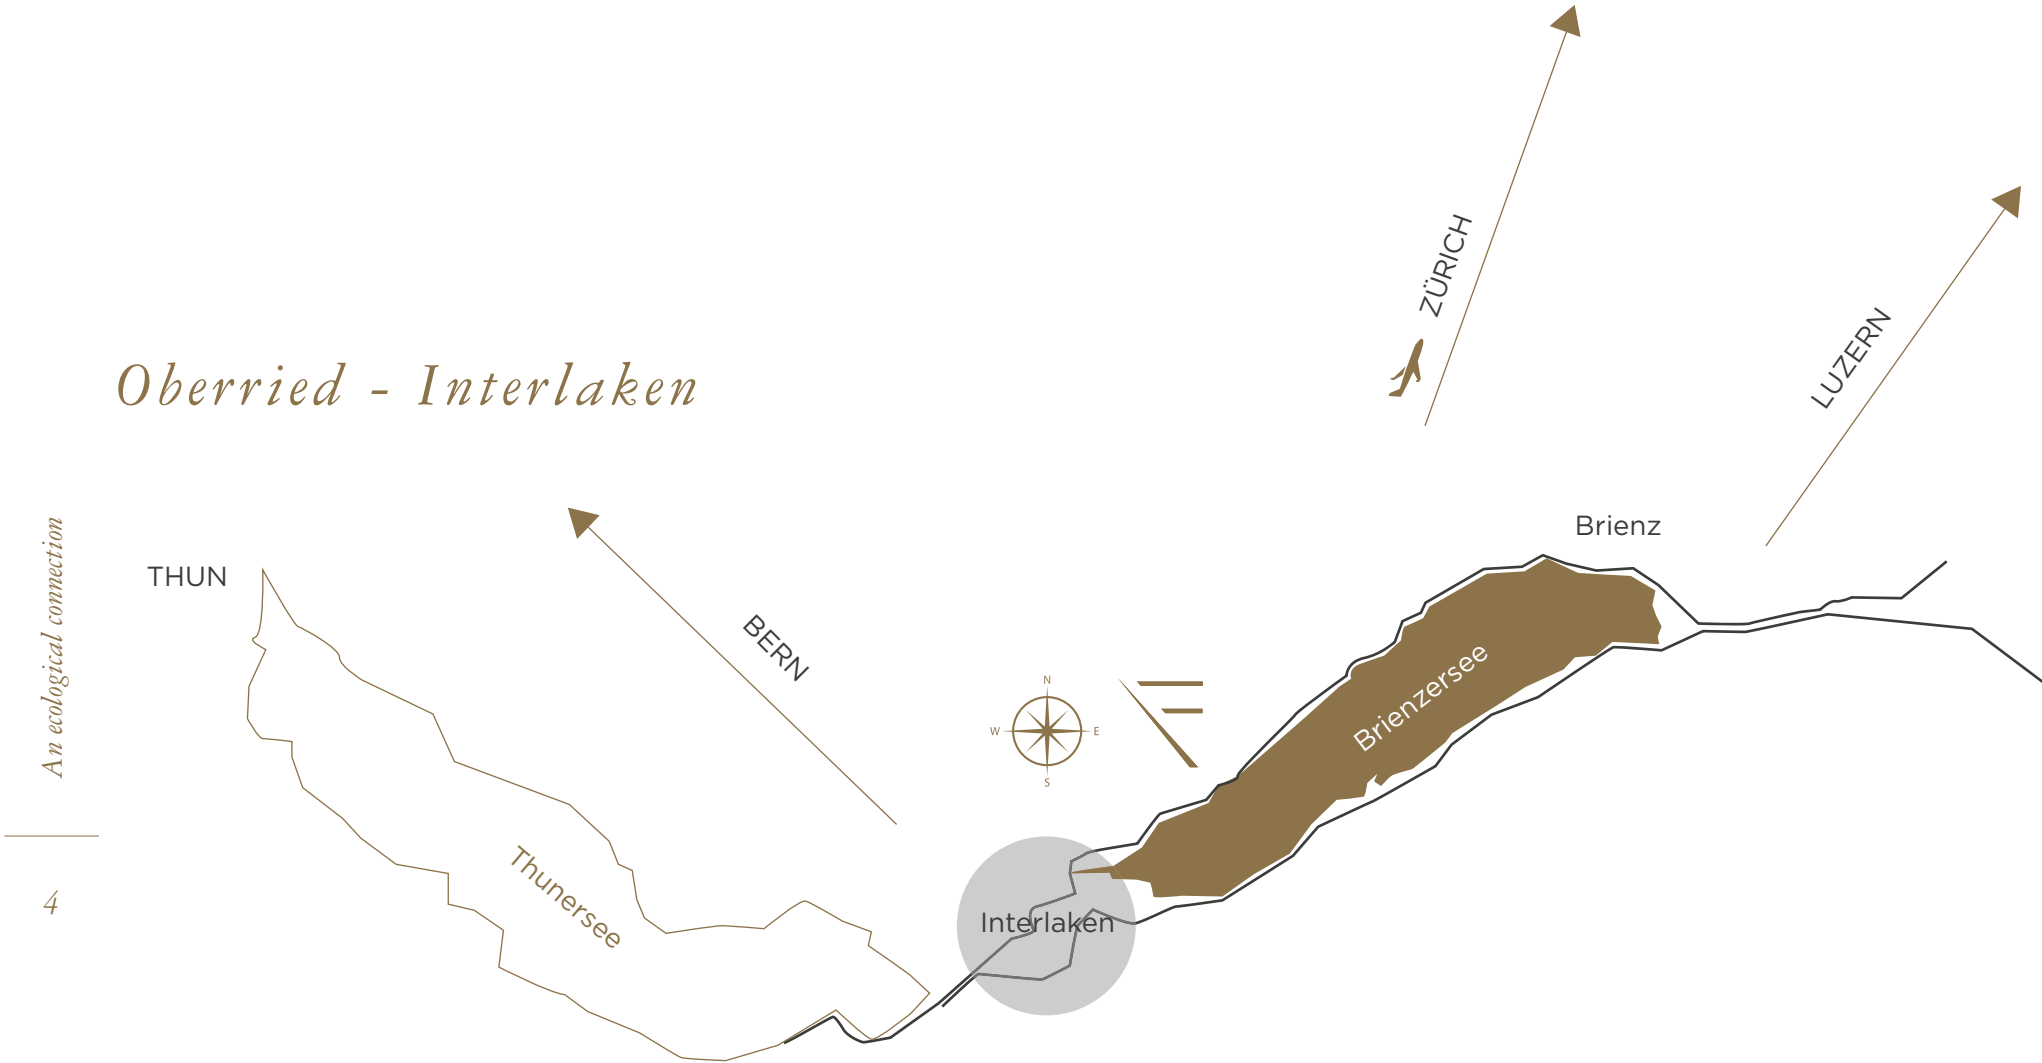 ZÜRICH
LUZERN
Oberried - Interlaken
An ecological connection
4
THUN
BERN
Brienz
N
W
E
S
Brienzersee
Thunersee
Interlaken